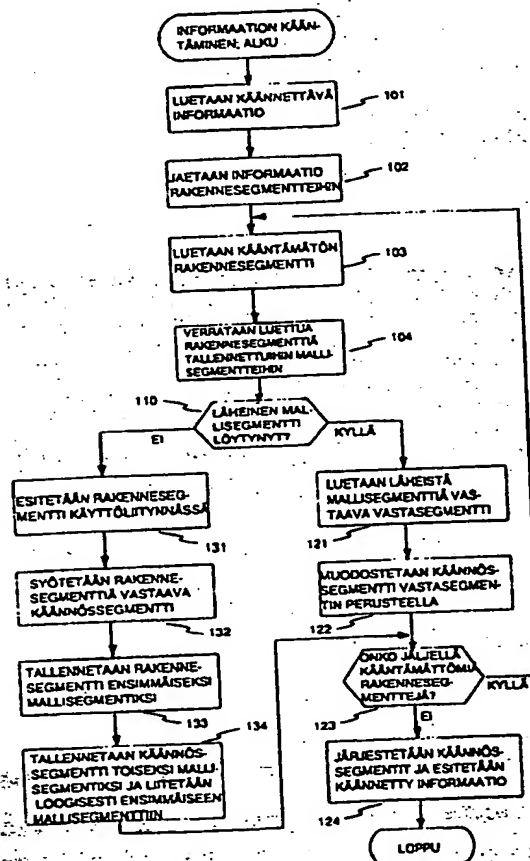 INFORMAATION KÄÄN-
TÄMINEN; ALKU
LUETAAN KÄÄNNETTÄVÄ
INFORMAATIO
101
JAETAAN INFORMAATIO
RAKENNESEGMENTTEIHIN
102
LUETAAN KÄÄNTÄMÄTÖN
RAKENNESEGMENTTI
103
VERRATAAN LUETTUA
RAKENNESEGMENTTIÄ
TALLENNETTUIHIN MALLI-
SEGMENTTEIHIN
104
110
LÄHEINEN MAL-
LISEGMENTTI
LÖYTYNYT?
EI
KYLLÄ
ESITETÄÄN RAKENNESEG-
MENTTI KÄYTTÖLIITYNNÄSSÄ
131
SYÖTETÄÄN RAKENNE-
SEGMENTTIÄ VASTAAVA
KÄÄNNÖSSEGMENTTI
132
TALLENNETAAN RAKENNE-
SEGMENTTI ENSIMMÄISEKSI
MALLISEGMENTIKSI
133
134
TALLENNETAAN KÄÄNNÖS-
SEGMENTTI TOISEKSI MALLI-
SEGMENTIKSI JA LIITETÄÄN
LOOGISESTI ENSIMMÄISEEN
MALLISEGMENTTIIN
LUETAAN LÄHEISTÄ
MALLISEGMENTTIÄ VAS-
TAAVA VASTASEGMENTTI
121
MUODOSTETAAN KÄÄNNÖS-
SEGMENTTI VASTASEGMEN-
TIN PERUSTEELLA
122
ONKO JÄLJELLÄ
KÄÄNTÄMÄTTÖMIÄ
RAKENNESEG-
MENTTEJÄ?
KYLLÄ
123
EI
JÄRJESTETÄÄN KÄÄNNÖS-
SEGMENTIT JA ESITETÄÄN
KÄÄNNETTY INFORMAATIO
124
LOPPU